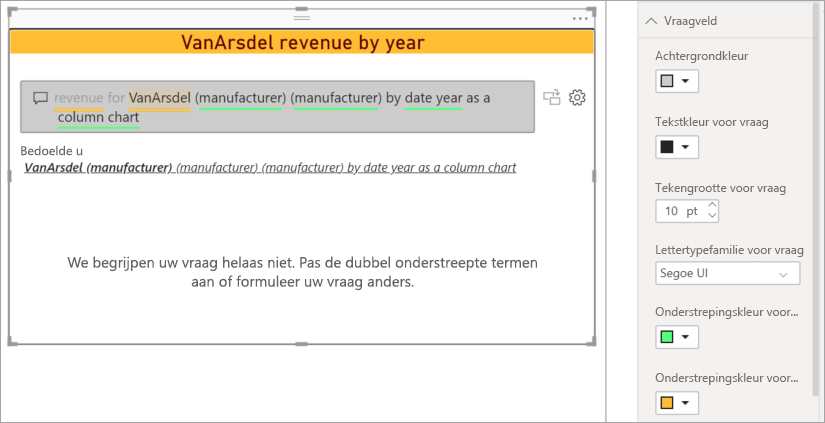 VanArsdel revenue by year
revenue for VanArsdel (manufacturer) (manufacturer) by date year as a
column chart
Bedoelde u
VanArsdel (manufacturer) (manufacturer) (manufacturer) by date year as a column chart
We begrijpen uw vraag helaas niet. Pas de dubbel onderstreepte termen
aan of formuleer uw vraag anders.
Vraagveld
Achtergrondkleur
Tekstkleur voor vraag
Tekengrootte voor vraag
10 pt
Lettertypefamilie voor vraag
Segoe UI
Onderstrepingskleur voor...
Onderstrepingskleur voor...